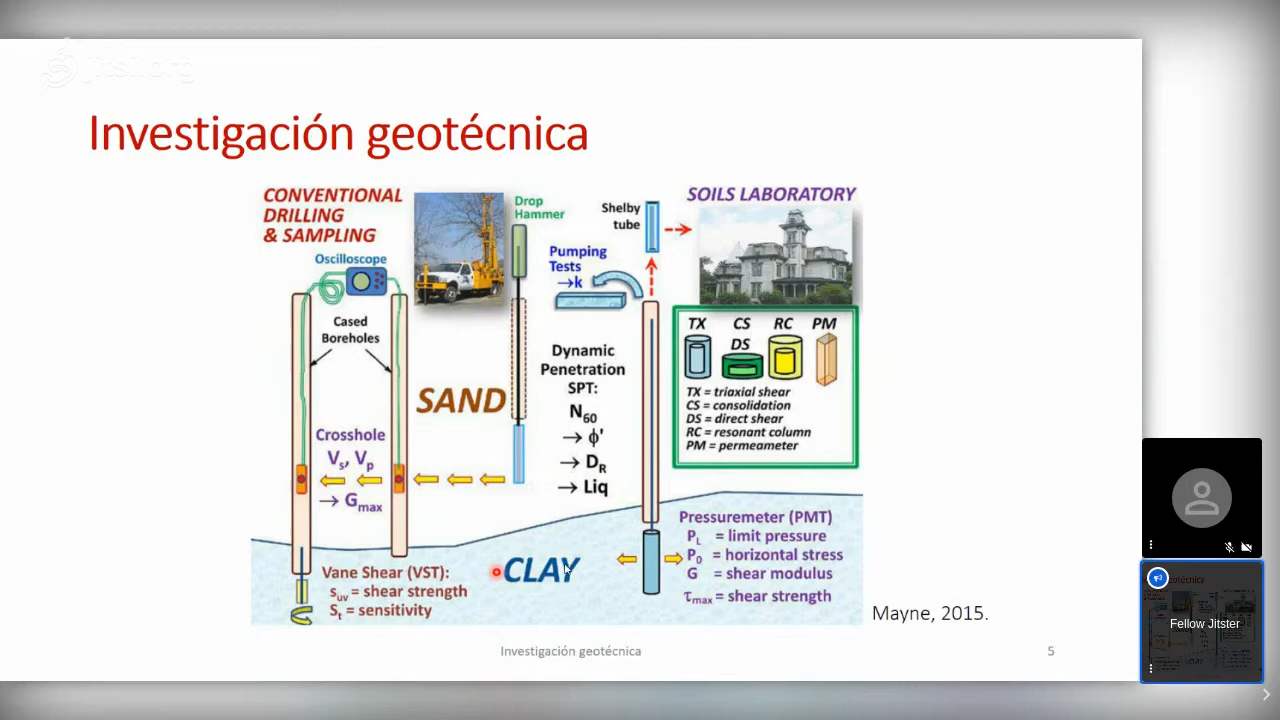 Jitsi.org
Investigación geotécnica
CONVENTIONAL
DRILLING
& SAMPLING
Oscilloscope
Cased
Boreholes
Crosshole
Vs, Vp
→ Gmax
SAND
Drop
Hammer
Pumping
Tests
→k
Dynamic
Penetration
SPT:
N60
→ ϕ'
→ DR
→ Liq
Shelby
tube
SOILS LABORATORY
TX CS RC PM
DS
TX = triaxial shear
CS = consolidation
DS = direct shear
RC = resonant column
PM = permeameter
Vane Shear (VST):
suv = shear strength
St = sensitivity
CLAY
Pressuremeter (PMT)
PL = limit pressure
P0 = horizontal stress
G = shear modulus
τmax = shear strength
Mayne, 2015.
Investigación geotécnica
5
Fellow Jitster